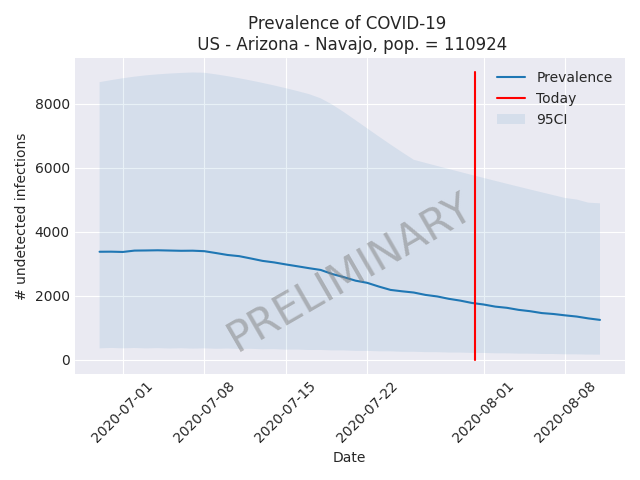 Prevalence of COVID-19
US - Arizona - Navajo, pop. = 110924
Prevalence
Today
95CI
8000
6000
4000
2000
0
# undetected infections
PRELIMINARY
2020-07-01
2020-07-08
2020-07-15
2020-07-22
2020-08-01
2020-08-08
Date